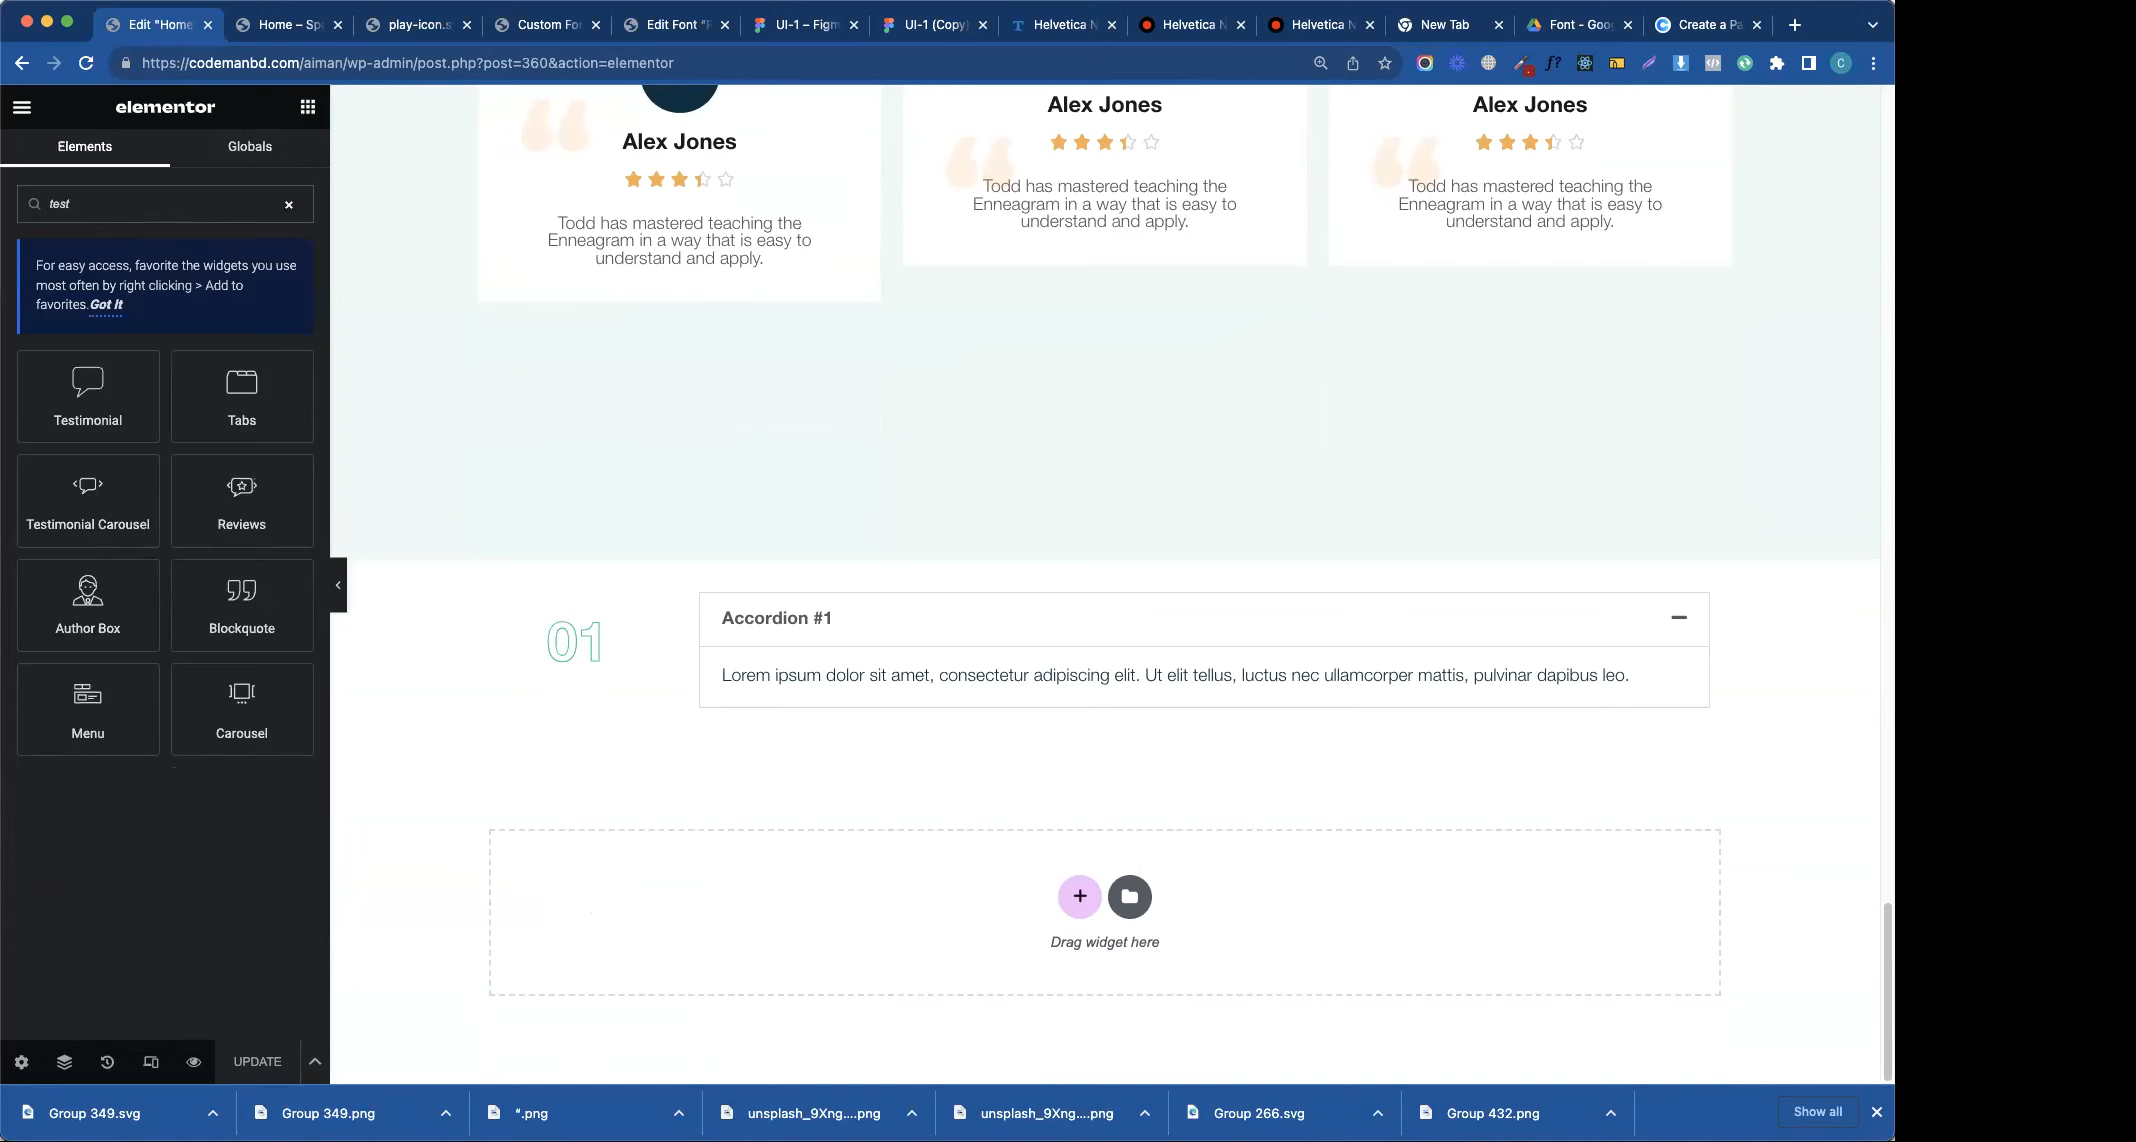 Edit "Home
Home – Sp
play-icon.s
Custom Fo
Edit Font "
UI-1 – Figm
UI-1 (Copy)
Helvetica N
Helvetica N
Helvetica N
New Tab
Font - Goo
Create a Pa
https://codemanbd.com/aiman/wp-admin/post.php?post=360&action=elementor
f?
C
elementor
Elements
Globals
test
For easy access, favorite the widgets you use
most often by right clicking > Add to
favorites.Got It
Testimonial
Tabs
Testimonial Carousel
Reviews
Author Box
Blockquote
Menu
Carousel
UPDATE
Alex Jones
Todd has mastered teaching the
Enneagram in a way that is easy to
understand and apply.
Alex Jones
Todd has mastered teaching the
Enneagram in a way that is easy to
understand and apply.
Alex Jones
Todd has mastered teaching the
Enneagram in a way that is easy to
understand and apply.
01
Accordion #1
Lorem ipsum dolor sit amet, consectetur adipiscing elit. Ut elit tellus, luctus nec ullamcorper mattis, pulvinar dapibus leo.
Drag widget here
Group 349.svg
Group 349.png
“.png
unsplash_9Xng....png
unsplash_9Xng....png
Group 266.svg
Group 432.png
Show all